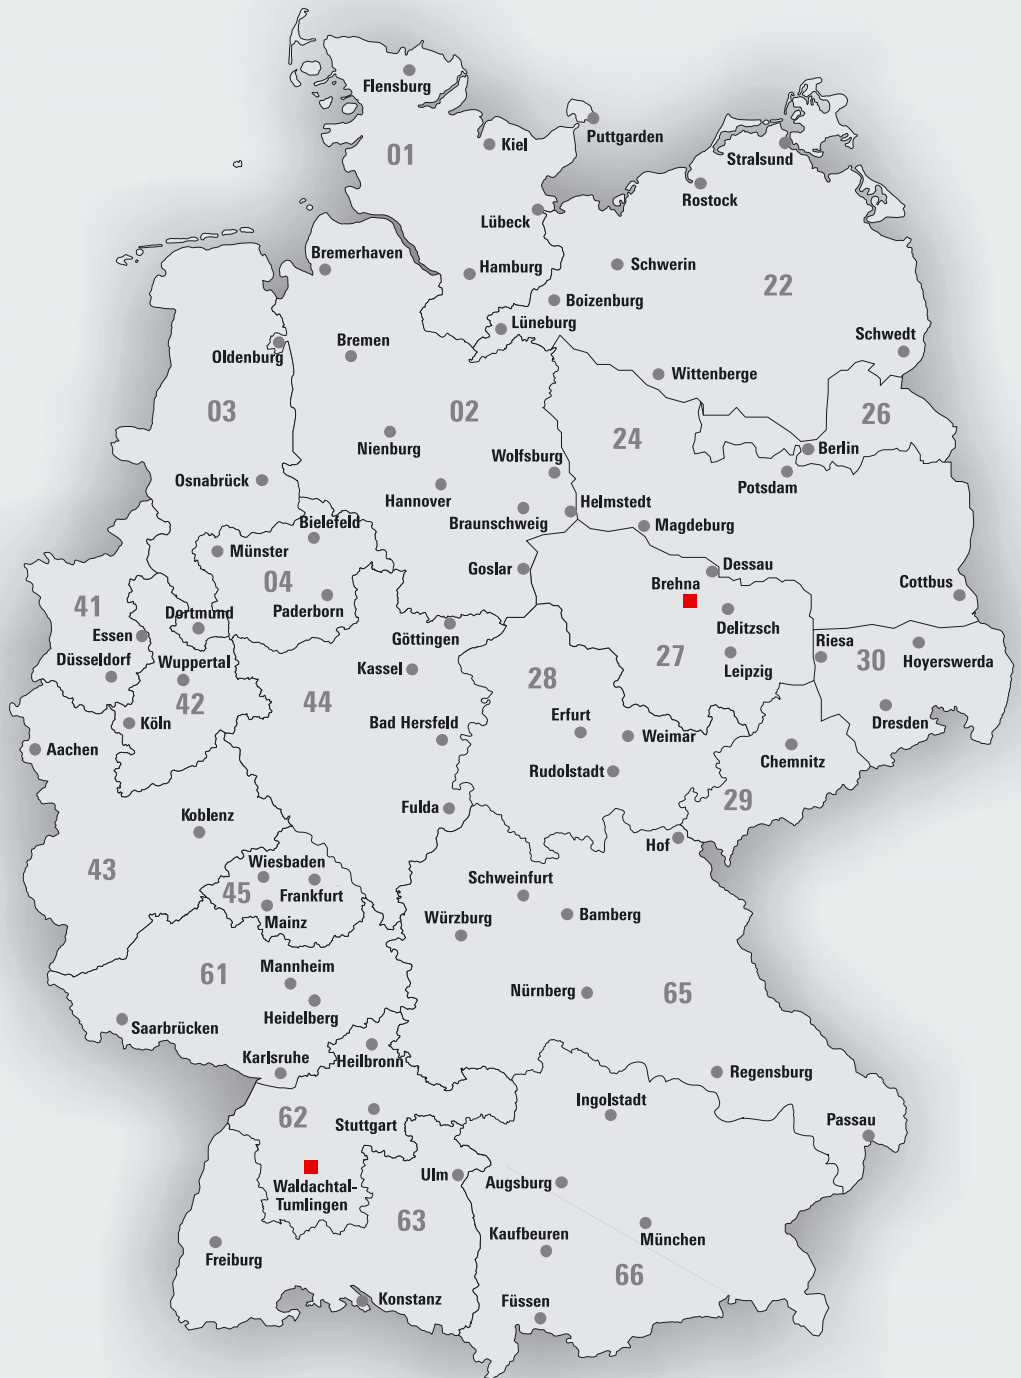 Flensburg
Puttgarden
Kiel
01
Stralsund
Rostock
Lübeck
Bremerhaven
Hamburg
Schwerin
22
Boizenburg
Lüneburg
Schwedt
Oldenburg
Bremen
Wittenberge
03
02
26
24
Nienburg
Berlin
Wolfsburg
Osnabrück
Potsdam
Hannover
Helmstedt
Braunschweig
Magdeburg
Bielefeld
Münster
Goslar
Dessau
04
Brehna
Cottbus
41
Paderborn
Dortmund
Delitzsch
Essen
Göttingen
Riesa
Düsseldorf
Wuppertal
Kassel
27
Leipzig
30
Hoyerswerda
28
42
44
Köln
Bad Hersfeld
Erfurt
Weimar
Dresden
Aachen
Chemnitz
Rudolstadt
29
Koblenz
Fulda
Hof
43
Wiesbaden
45
Frankfurt
Schweinfurt
Mainz
Würzburg
Bamberg
61
Mannheim
Nürnberg
65
Heidelberg
Saarbrücken
Karlsruhe
Heilbronn
Regensburg
62
Stuttgart
Ingolstadt
Passau
Ulm
Augsburg
Waldachtal-
Tumlingen
63
Kaufbeuren
München
Freiburg
66
Konstanz
Füssen